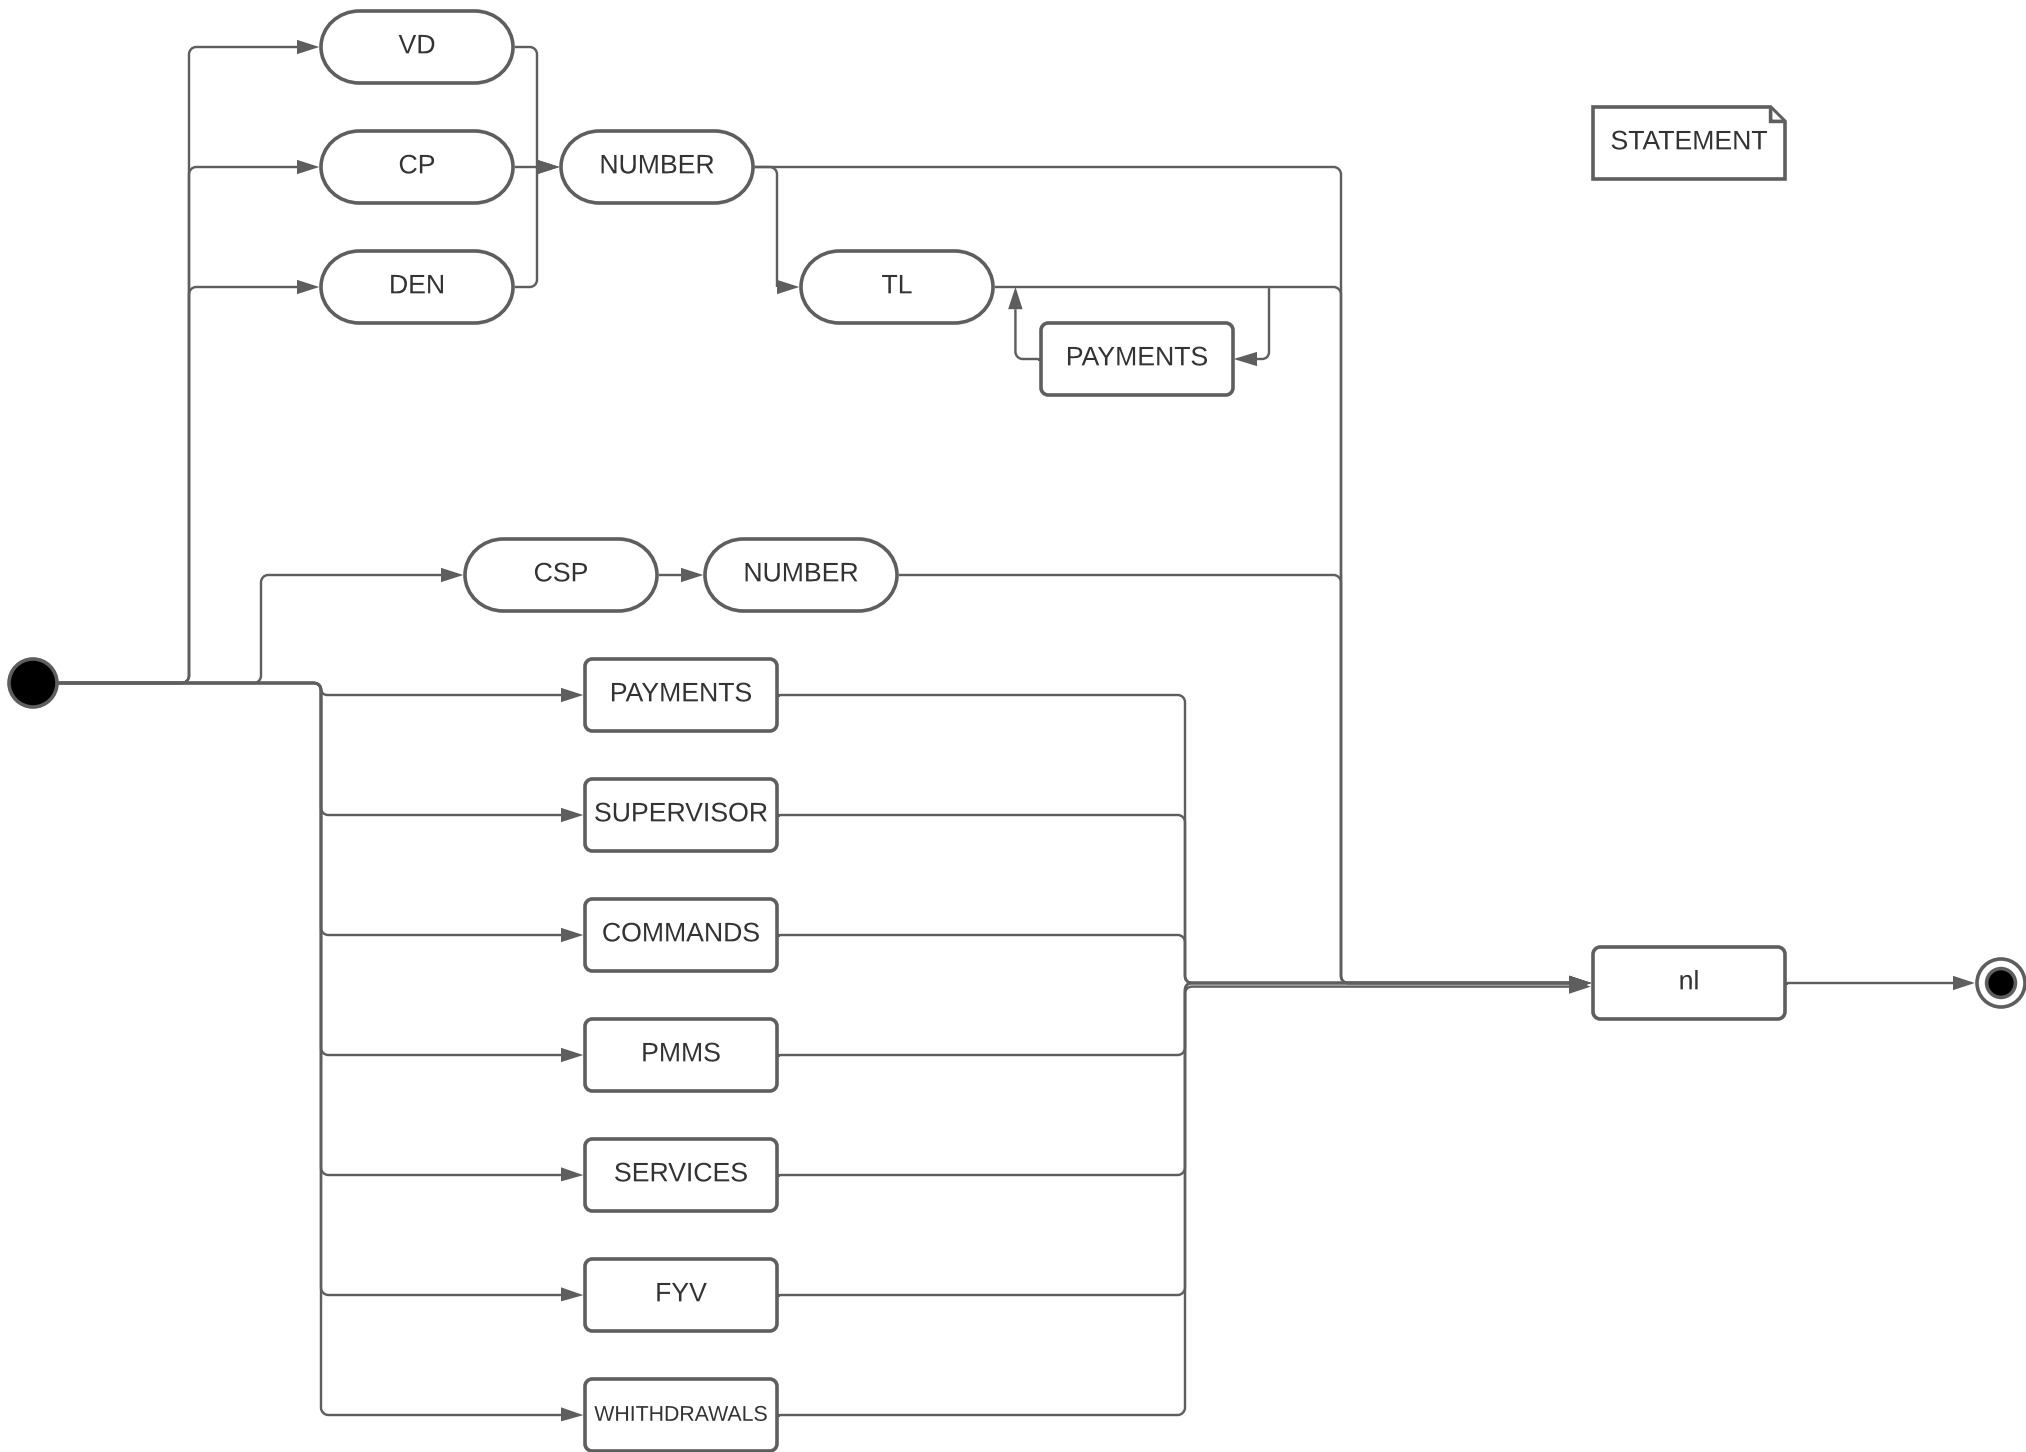 VD
CP
NUMBER
STATEMENT
DEN
TL
PAYMENTS
CSP
NUMBER
PAYMENTS
SUPERVISOR
COMMANDS
nl
PMMS
SERVICES
FYV
WHITHDRAWALS